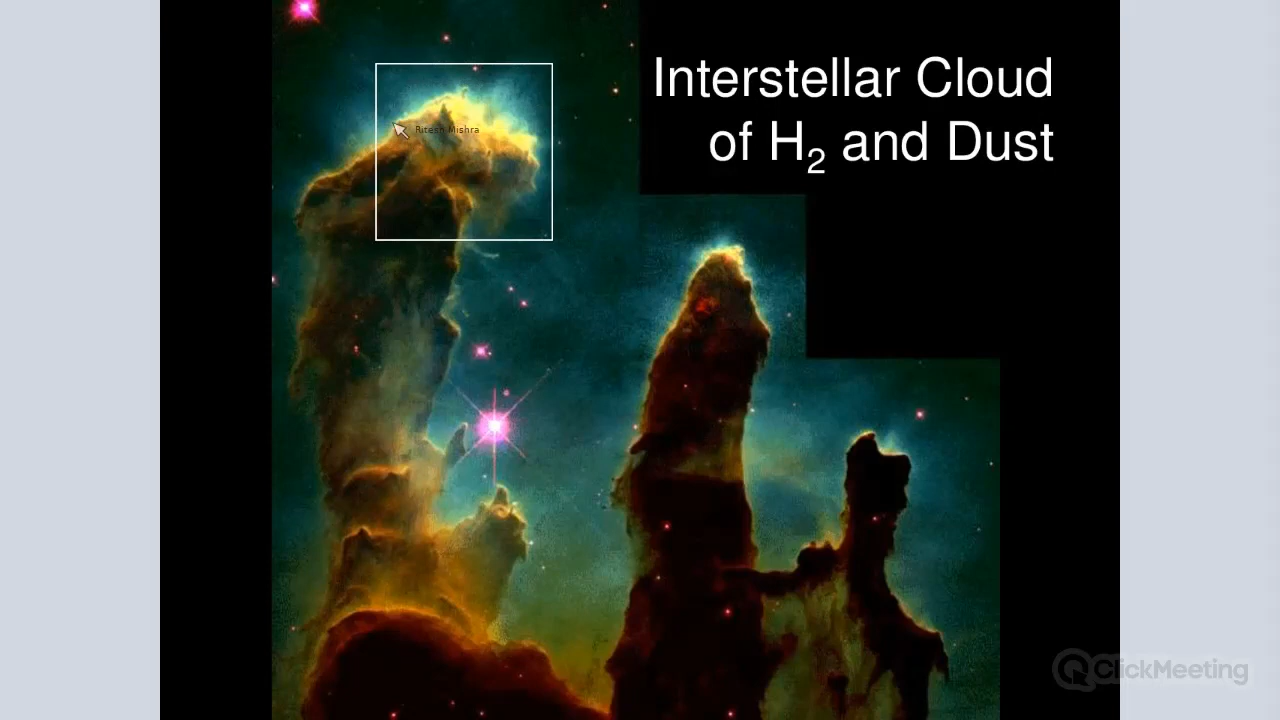 Interstellar Cloud
of H₂ and Dust
Ritesh Mishra
ClickMeeting